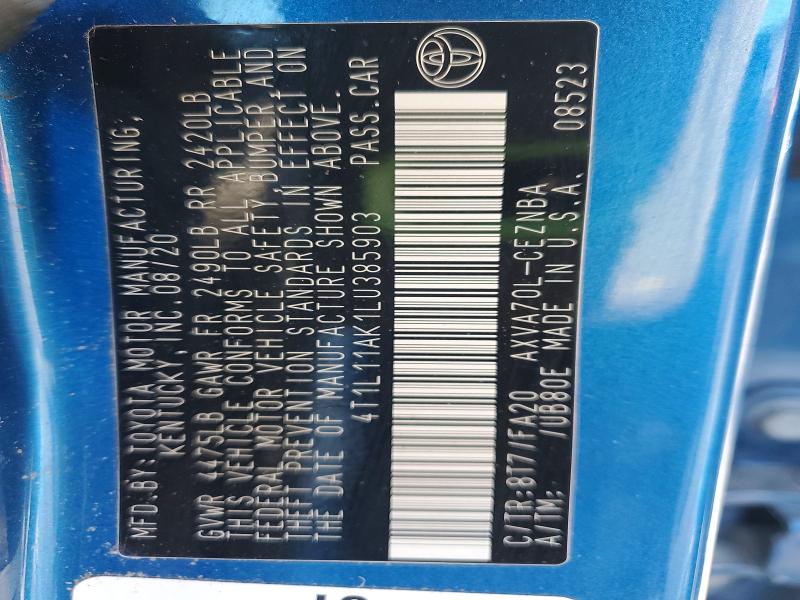 MFD.BY:TOYOTA MOTOR MANUFACTURING,
KENTUCKY, INC.08/20
GVWR 4475LB GAWR FR 2490LB RR 2420LB
THIS VEHICLE CONFORMS TO ALL APPLICABLE
FEDERAL MOTOR VEHICLE SAFETY,BUMPER,AND
THEFT PREVENTION STANDARDS IN EFFECT ON
THE DATE OF MANUFACTURE SHOWN ABOVE.
4T1L11AK1LU385903 PASS.CAR
C/TR:8T7/FA20 AXVA70L-CEZNBA 08523
A/TM: /UB80E MADE IN U.S.A.